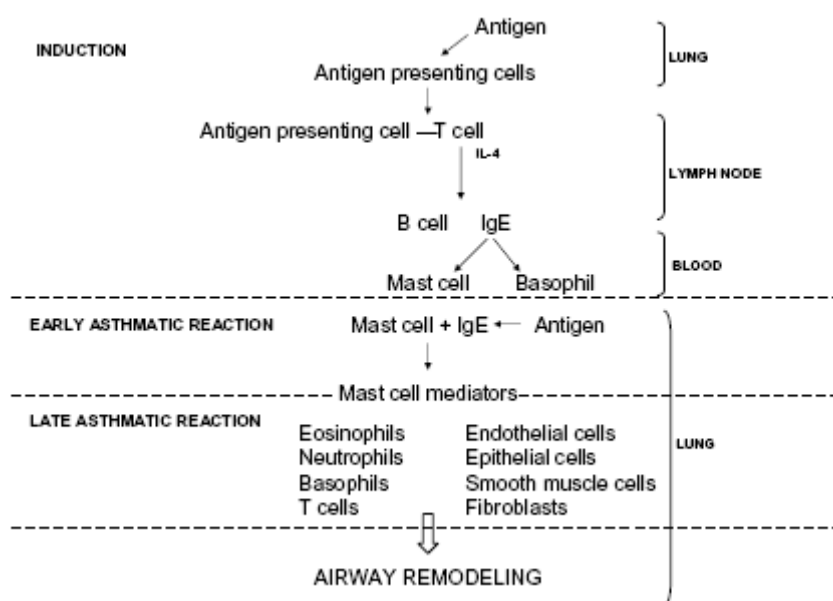 Antigen
INDUCTION
LUNG
Antigen presenting cells
Antigen presenting cell — T cell
IL-4
LYMPH NODE
B cell IgE
BLOOD
Mast cell Basophil
EARLY ASTHMATIC REACTION Mast cell + IgE Antigen
Mast cell mediators
LATE ASTHMATIC REACTION
Eosinophils Endothelial cells
LUNG
Neutrophils Epithelial cells
Basophils Smooth muscle cells
T cells Fibroblasts
AIRWAY REMODELING